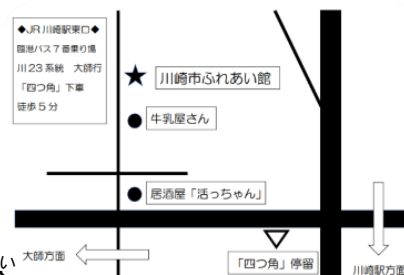 ◆JR川崎駅東口◆
臨港バス7番乗り場
川23系統 大師行
「四つ角」下車
徒歩5分
川崎市ふれあい館
牛乳屋さん
居酒屋「活っちゃん」
い
大師方面
「四つ角」停留
川崎駅方面